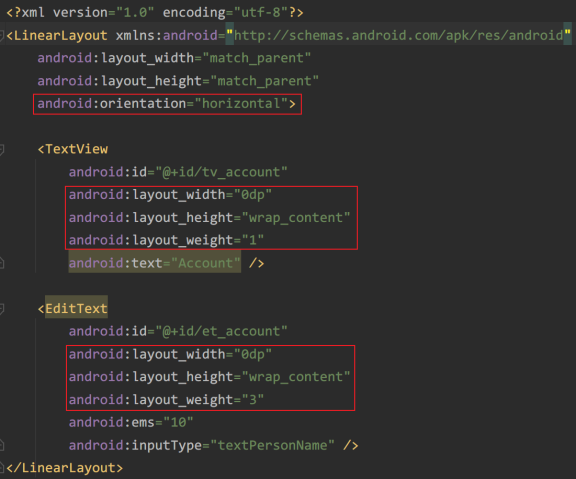 <?xml version="1.0" encoding="utf-8"?>
<LinearLayout xmlns:android="http://schemas.android.com/apk/res/android"
    android:layout_width="match_parent"
    android:layout_height="match_parent"
    android:orientation="horizontal">
    <TextView
        android:id="@+id/tv_account"
        android:layout_width="0dp"
        android:layout_height="wrap_content"
        android:layout_weight="1"
        android:text="Account" />
    <EditText
        android:id="@+id/et_account"
        android:layout_width="0dp"
        android:layout_height="wrap_content"
        android:layout_weight="3"
        android:ems="10"
        android:inputType="textPersonName" />
</LinearLayout>